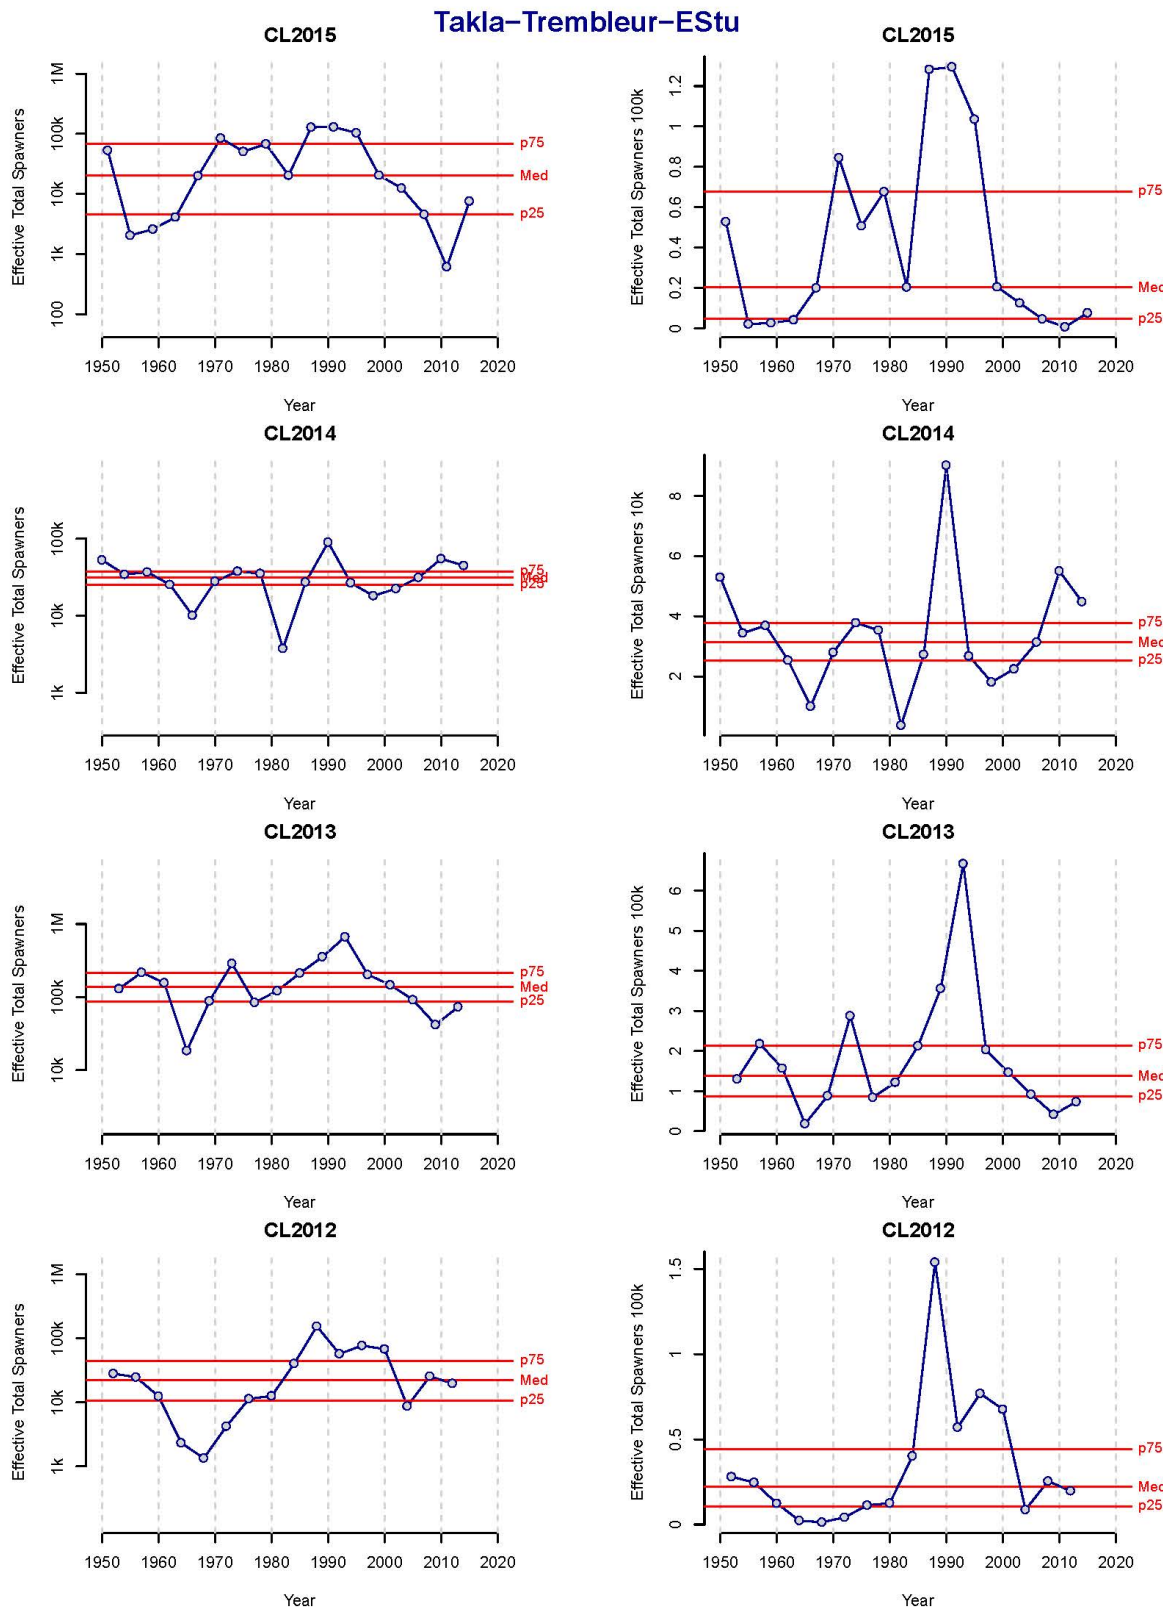 Takla-Trembleur-EStu
CL2015
Effective Total Spawners
1M
100k
10k
1k
100
p75
Med
p25
1950 1960 1970 1980 1990 2000 2010 2020
Year
CL2015
Effective Total Spawners 100k
1.2
1
0.8
0.6
0.4
0.2
0
p75
Med
p25
1950 1960 1970 1980 1990 2000 2010 2020
Year
CL2014
Effective Total Spawners
100k
10k
1k
p75
Med
p25
1950 1960 1970 1980 1990 2000 2010 2020
Year
CL2014
Effective Total Spawners 10k
8
6
4
2
p75
Med
p25
1950 1960 1970 1980 1990 2000 2010 2020
Year
CL2013
Effective Total Spawners
1M
100k
10k
p75
Med
p25
1950 1960 1970 1980 1990 2000 2010 2020
Year
CL2013
Effective Total Spawners 100k
6
5
4
3
2
1
0
p75
Med
p25
1950 1960 1970 1980 1990 2000 2010 2020
Year
CL2012
Effective Total Spawners
1M
100k
10k
1k
p75
Med
p25
1950 1960 1970 1980 1990 2000 2010 2020
Year
CL2012
Effective Total Spawners 100k
1.5
1
0.5
0
p75
Med
p25
1950 1960 1970 1980 1990 2000 2010 2020
Year